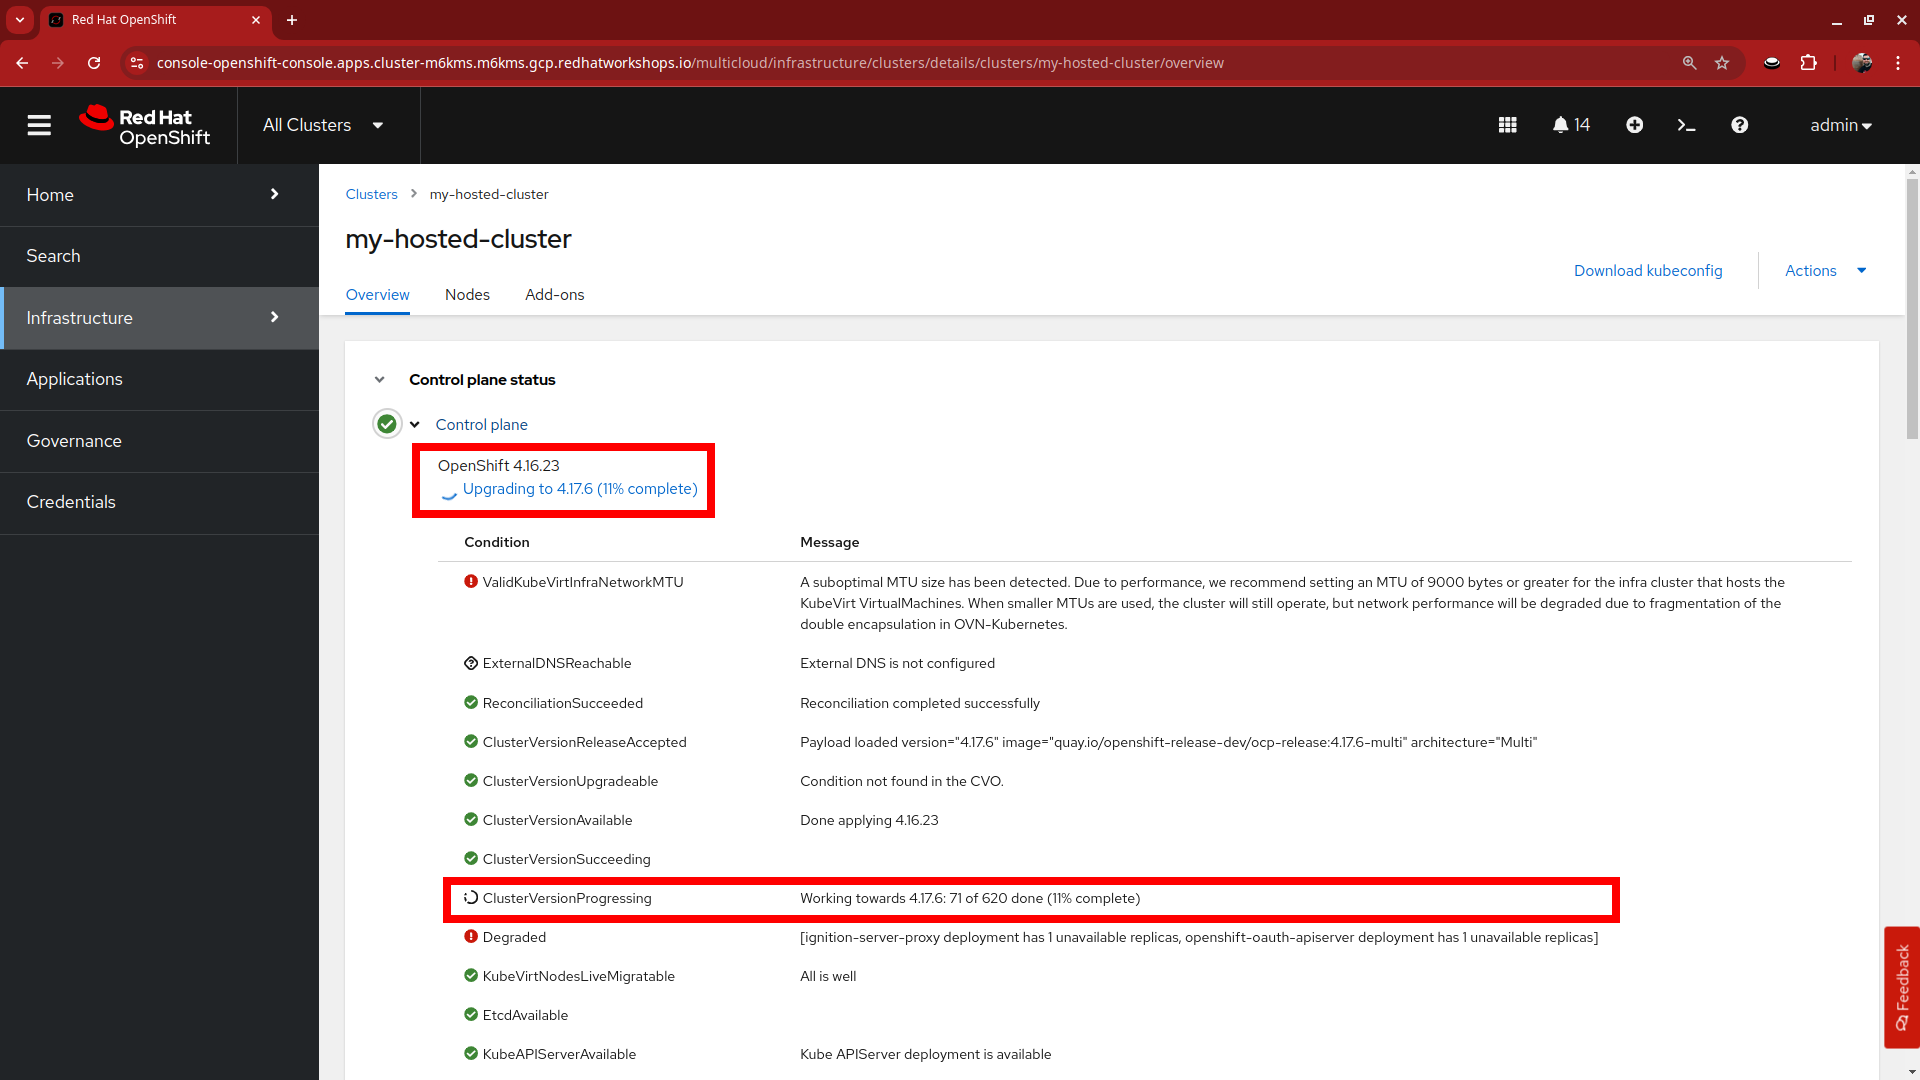 Red Hat OpenShift
console-openshift-console.apps.cluster-m6kms.m6kms.gcp.redhatworkshops.io/multicloud/infrastructure/clusters/details/clusters/my-hosted-cluster/overview
Red Hat
OpenShift
All Clusters
14
admin
Home
Search
Infrastructure
Applications
Governance
Credentials
Clusters
my-hosted-cluster
my-hosted-cluster
Download kubeconfig
Actions
Overview
Nodes
Add-ons
Control plane status
Control plane
OpenShift 4.16.23
Upgrading to 4.17.6 (11% complete)
Condition
Message
ValidKubeVirtInfraNetworkMTU
A suboptimal MTU size has been detected. Due to performance, we recommend setting an MTU of 9000 bytes or greater for the infra cluster that hosts the
KubeVirt VirtualMachines. When smaller MTUs are used, the cluster will still operate, but network performance will be degraded due to fragmentation of the
double encapsulation in OVN-Kubernetes.
ExternalDNSReachable
External DNS is not configured
ReconciliationSucceeded
Reconciliation completed successfully
ClusterVersionReleaseAccepted
Payload loaded version="4.17.6" image="quay.io/openshift-release-dev/ocp-release:4.17.6-multi" architecture="Multi"
ClusterVersionUpgradeable
Condition not found in the CVO.
ClusterVersionAvailable
Done applying 4.16.23
ClusterVersionSucceeding
ClusterVersionProgressing
Working towards 4.17.6: 71 of 620 done (11% complete)
Degraded
[ignition-server-proxy deployment has 1 unavailable replicas, openshift-oauth-apiserver deployment has 1 unavailable replicas]
KubeVirtNodesLiveMigratable
All is well
EtcdAvailable
KubeAPIServerAvailable
Kube APIServer deployment is available
Feedback